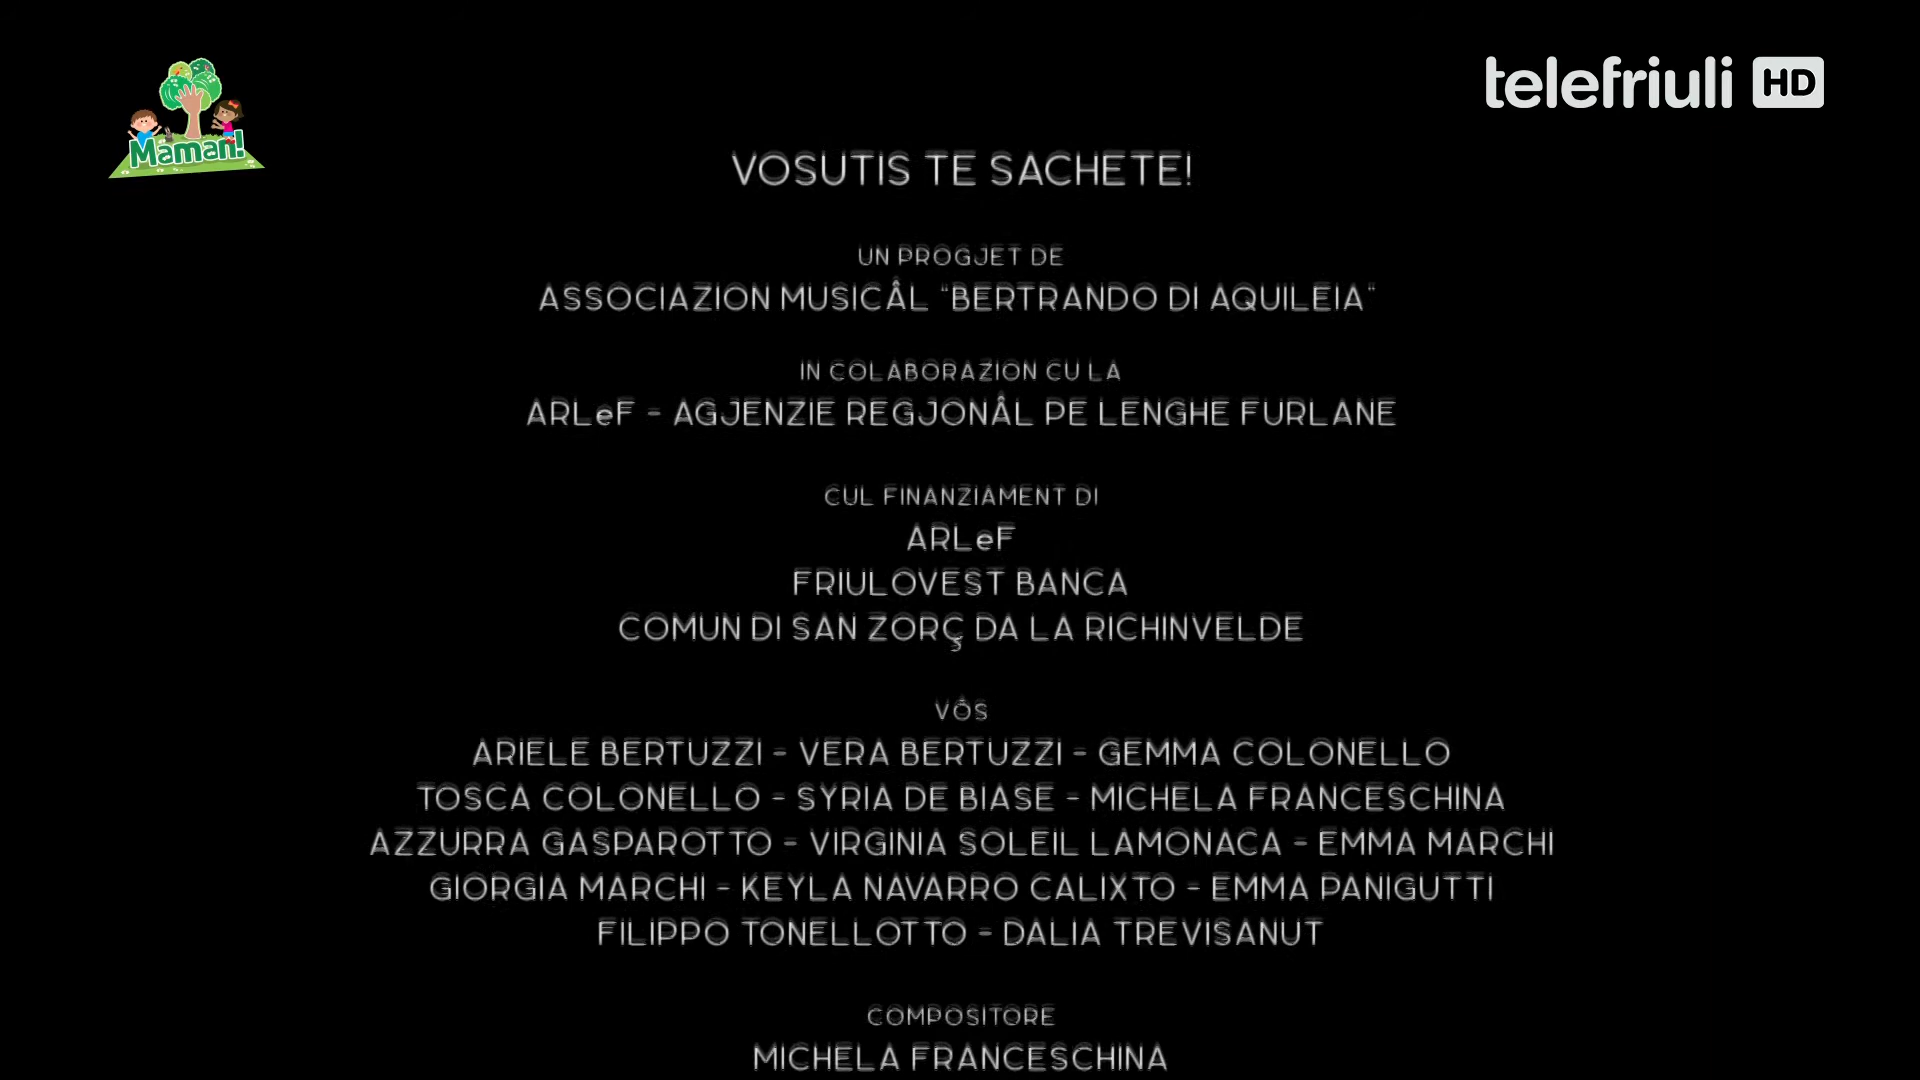 Maman!
telefriuli HD
VOSUTIS TE SACHETE!
UN PROGJET DE
ASSOCIAZION MUSICÂL "BERTRANDO DI AQUILEIA"
IN COLABORAZION CU LA
ARLeF - AGJENZIE REGJONÂL PE LENGHE FURLANE
CUL FINANZIAMENT DI
ARLeF
FRIULOVEST BANCA
COMUN DI SAN ZORÇ DA LA RICHINVELDE
VÔS
ARIELE BERTUZZI - VERA BERTUZZI - GEMMA COLONELLO
TOSCA COLONELLO - SYRIA DE BIASE - MICHELA FRANCESCHINA
AZZURRA GASPAROTTO - VIRGINIA SOLEIL LAMONACA - EMMA MARCHI
GIORGIA MARCHI - KEYLA NAVARRO CALIXTO - EMMA PANIGUTTI
FILIPPO TONELLOTTO - DALIA TREVISANUT
COMPOSITORE
MICHELA FRANCESCHINA